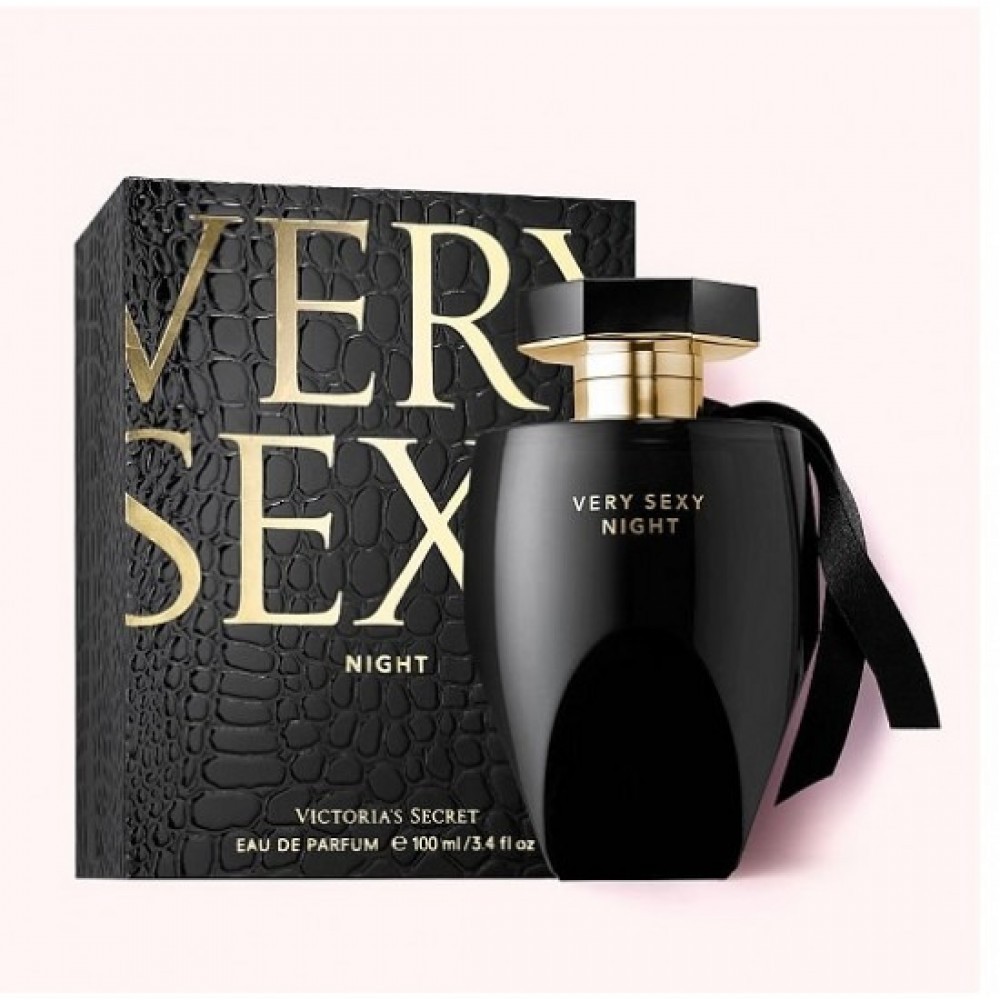 VERY
SEXY
NIGHT
VICTORIA'S SECRET
EAU DE PARFUM ℮ 100 ml/3.4 fl oz
VERY SEXY
NIGHT